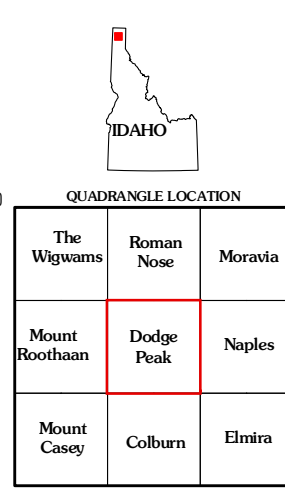 IDAHO
QUADRANGLE LOCATION
The
Wigwams
Roman
Nose
Moravia
Mount
Roothaan
Dodge
Peak
Naples
Mount
Casey
Colburn
Elmira